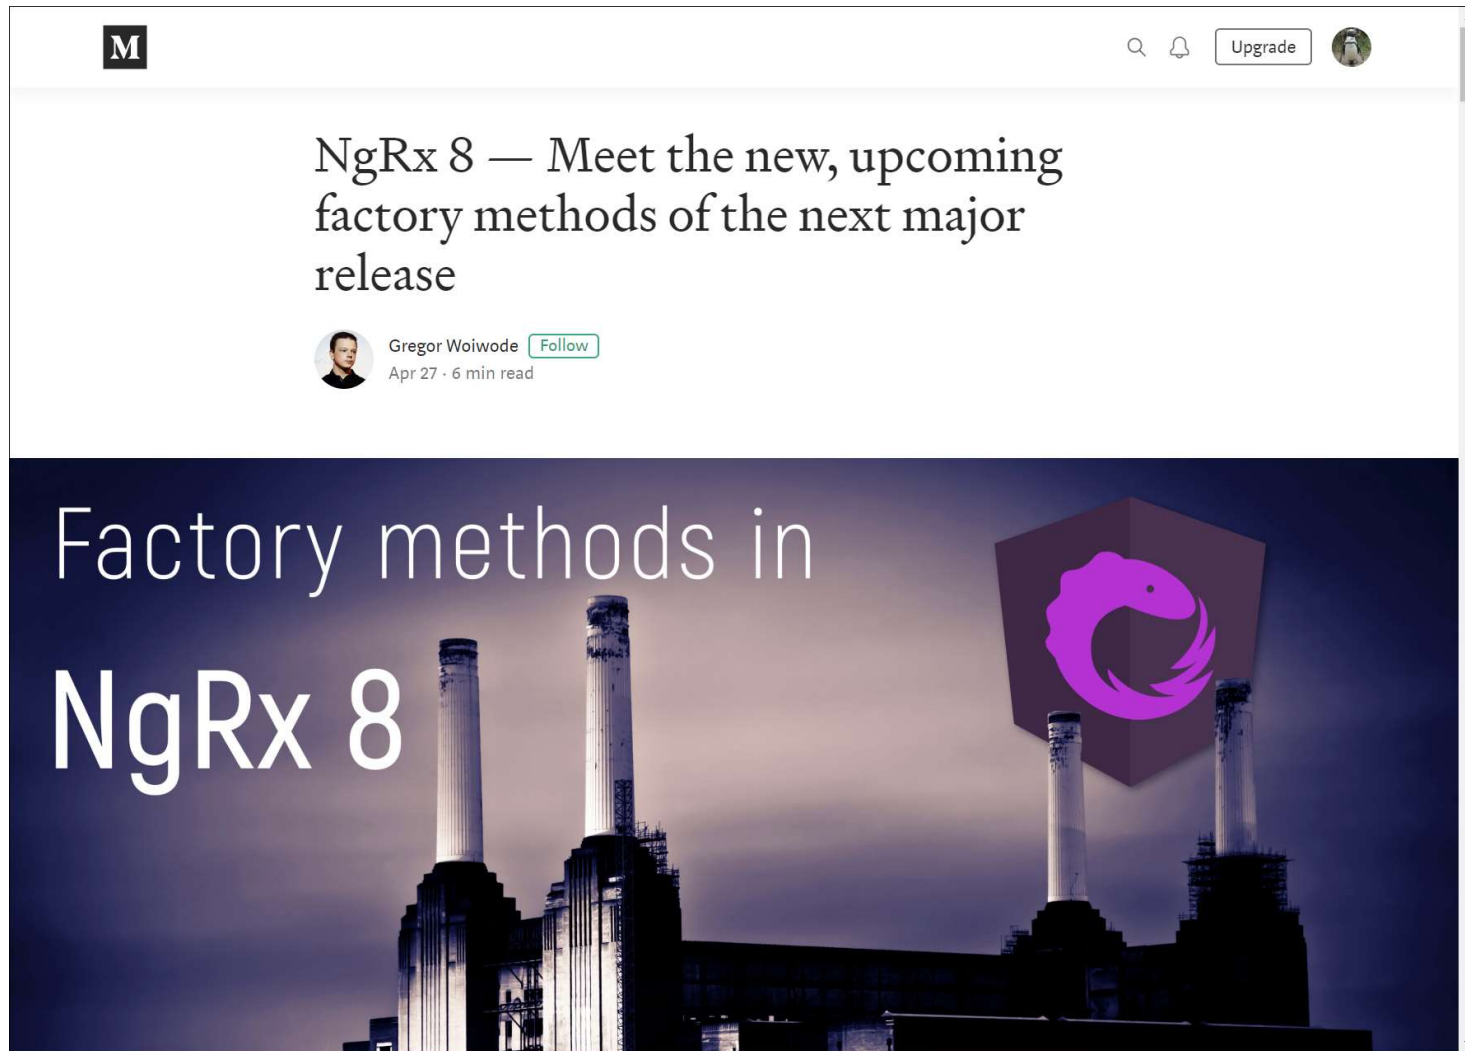 M
Upgrade
NgRx 8 — Meet the new, upcoming
factory methods of the next major
release
Gregor Woiwode Follow
Apr 27 · 6 min read
Factory methods in
NgRx 8